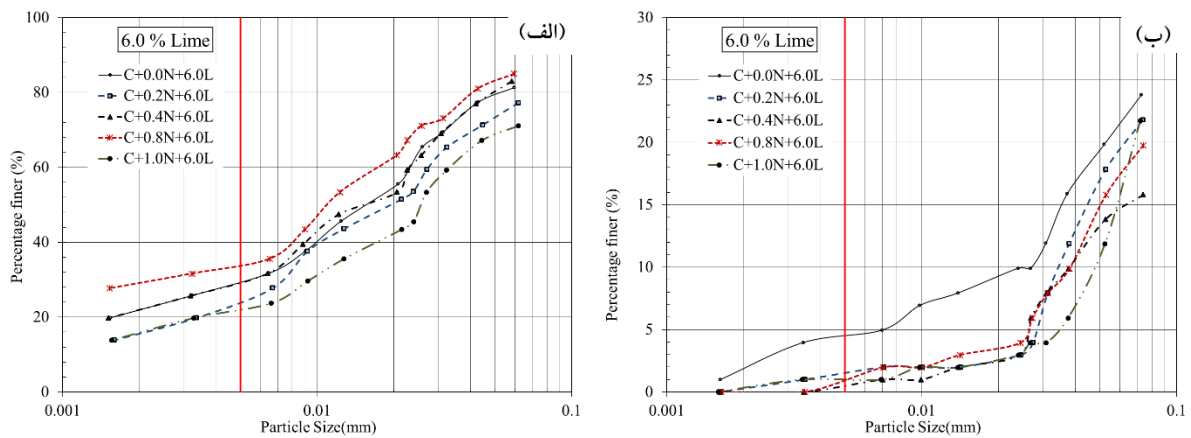 (الف)
6.0 % Lime
C+0.0N+6.0L
C+0.2N+6.0L
C+0.4N+6.0L
C+0.8N+6.0L
C+1.0N+6.0L
Percentage finer (%)
100
80
60
40
20
0
0.001
0.01
0.1
Particle Size(mm)
(ب)
6.0 % Lime
C+0.0N+6.0L
C+0.2N+6.0L
C+0.4N+6.0L
C+0.8N+6.0L
C+1.0N+6.0L
Percentage finer (%)
30
25
20
15
10
5
0
0.001
0.01
0.1
Particle Size(mm)